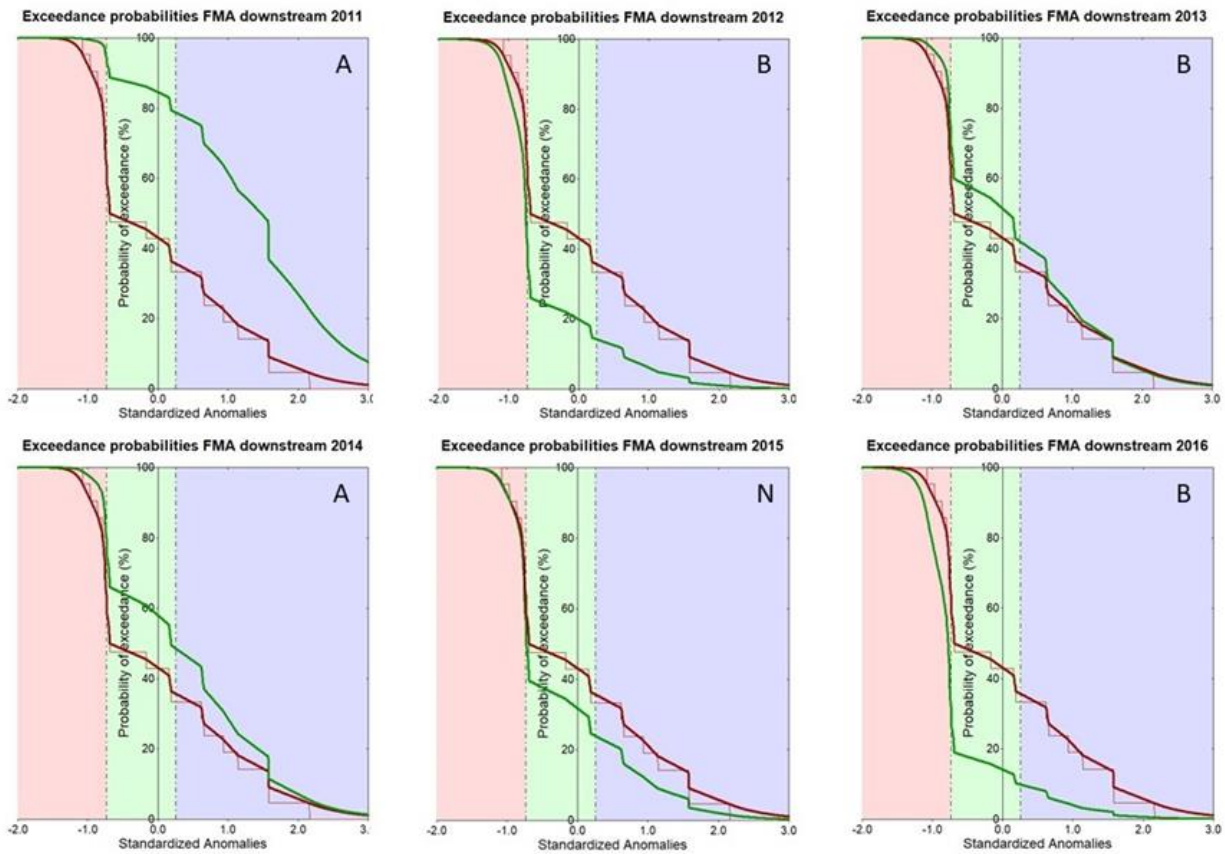 Exceedance probabilities FMA downstream 2011
A
Probability of exceedance (%)
100
80
60
40
20
0
-2.0 -1.0 0.0 1.0 2.0 3.0
Standardized Anomalies
Exceedance probabilities FMA downstream 2012
B
Probability of exceedance (%)
100
80
60
40
20
0
-2.0 -1.0 0.0 1.0 2.0 3.0
Standardized Anomalies
Exceedance probabilities FMA downstream 2013
B
Probability of exceedance (%)
100
80
60
40
20
0
-2.0 -1.0 0.0 1.0 2.0 3.0
Standardized Anomalies
Exceedance probabilities FMA downstream 2014
A
Probability of exceedance (%)
100
80
60
40
20
0
-2.0 -1.0 0.0 1.0 2.0 3.0
Standardized Anomalies
Exceedance probabilities FMA downstream 2015
N
Probability of exceedance (%)
100
80
60
40
20
0
-2.0 -1.0 0.0 1.0 2.0 3.0
Standardized Anomalies
Exceedance probabilities FMA downstream 2016
B
Probability of exceedance (%)
100
80
60
40
20
0
-2.0 -1.0 0.0 1.0 2.0 3.0
Standardized Anomalies